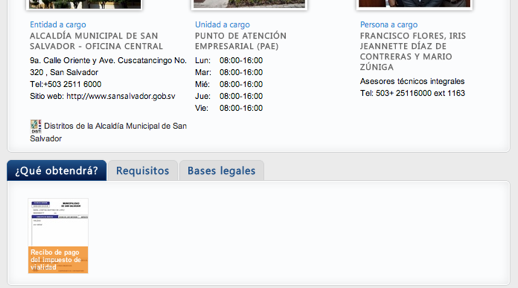 Entidad a cargo
ALCALDÍA MUNICIPAL DE SAN
SALVADOR - OFICINA CENTRAL
9a. Calle Oriente y Ave. Cuscatancingo No.
320 , San Salvador
Tel:+503 2511 6000
Sitio web: http://www.sansalvador.gob.sv
Distritos de la Alcaldía Municipal de San
Salvador
Unidad a cargo
PUNTO DE ATENCIÓN
EMPRESARIAL (PAE)
Lun: 08:00-16:00
Mar: 08:00-16:00
Mié: 08:00-16:00
Jue: 08:00-16:00
Vie: 08:00-16:00
Persona a cargo
FRANCISCO FLORES, IRIS
JEANNETTE DÍAZ DE
CONTRERAS Y MARIO
ZÚNIGA
Asesores técnicos integrales
Tel: 503+ 25116000 ext 1163
¿Qué obtendrá?
Requisitos
Bases legales
Recibo de pago
del impuesto de
vialidad